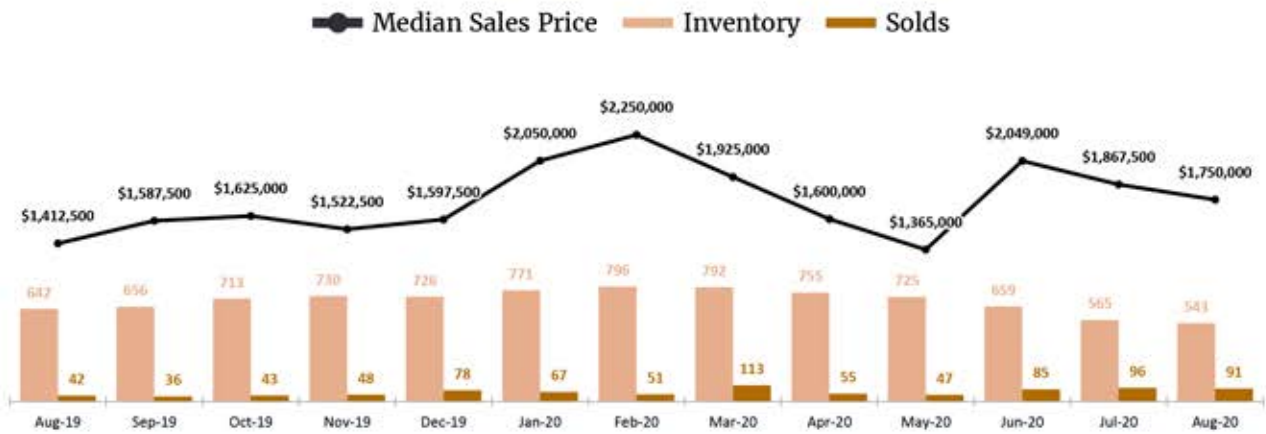 Median Sales Price Inventory Solds
$2,250,000
$2,050,000 $2,049,000
$1,925,000
$1,867,500
$1,750,000
$1,587,500 $1,625,000 $1,597,500 $1,600,000
$1,522,500
$1,412,500 $1,365,000
642 656 713 730 726 771 796 792 755 725 659 565 543
42 36 43 48 78 67 51 113 55 47 85 96 91
Aug-19 Sep-19 Oct-19 Nov-19 Dec-19 Jan-20 Feb-20 Mar-20 Apr-20 May-20 Jun-20 Jul-20 Aug-20